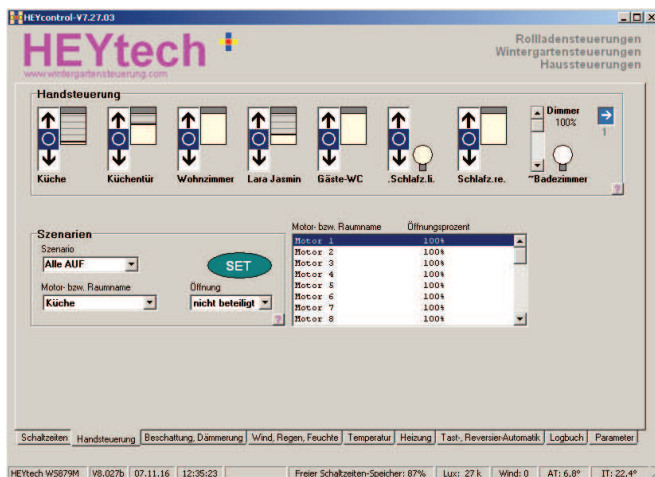 HEYcontrol-V7.27.03
HEYtech
www.wintergartensteuerung.com
Rollladensteuerungen
Wintergartensteuerungen
Haussteuerungen
Handsteuerung
Dimmer
100%
1
Küche Küchentür Wohnzimmer Lara Jasmin Gäste-WC .Schlafz.li. Schlafz.re. ~Badezimmer
?
Szenarien
Szenario
Alle AUF
SET
Motor- bzw. Raumname Öffnung
Küche nicht beteiligt
?
Motor- bzw. Raumname Öffnungsprozent
Motor 1 100%
Motor 2 100%
Motor 3 100%
Motor 4 100%
Motor 5 100%
Motor 6 100%
Motor 7 100%
Motor 8 100%
Schaltzeiten Handsteuerung Beschattung, Dämmerung Wind, Regen, Feuchte Temperatur Heizung Tast-, Reversier-Automatik Logbuch Parameter
HEYtech WS879M V8.027b 07.11.16 12:35:23 Freier Schaltzeiten-Speicher: 87% Lux: 27 k Wind: 0 AT: 6.8° IT: 22.4°